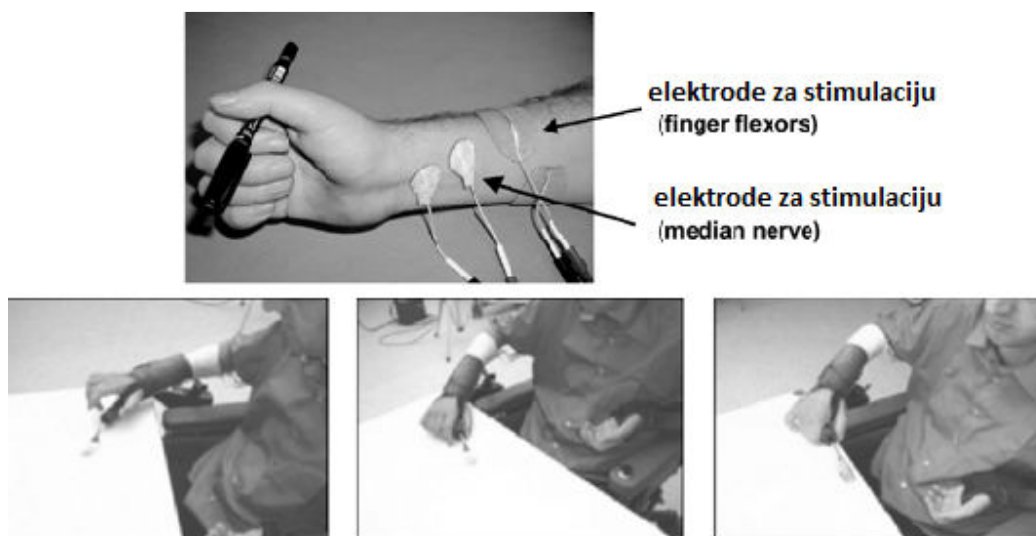 elektrode za stimulaciju
(finger flexors)
elektrode za stimulaciju
(median nerve)